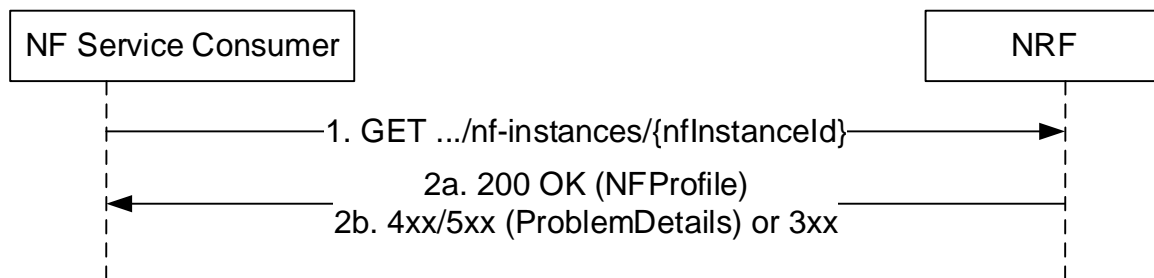 NF Service Consumer
NRF
1. GET .../nf-instances/{nfInstanceId}
2a. 200 OK (NFProfile)
2b. 4xx/5xx (ProblemDetails) or 3xx